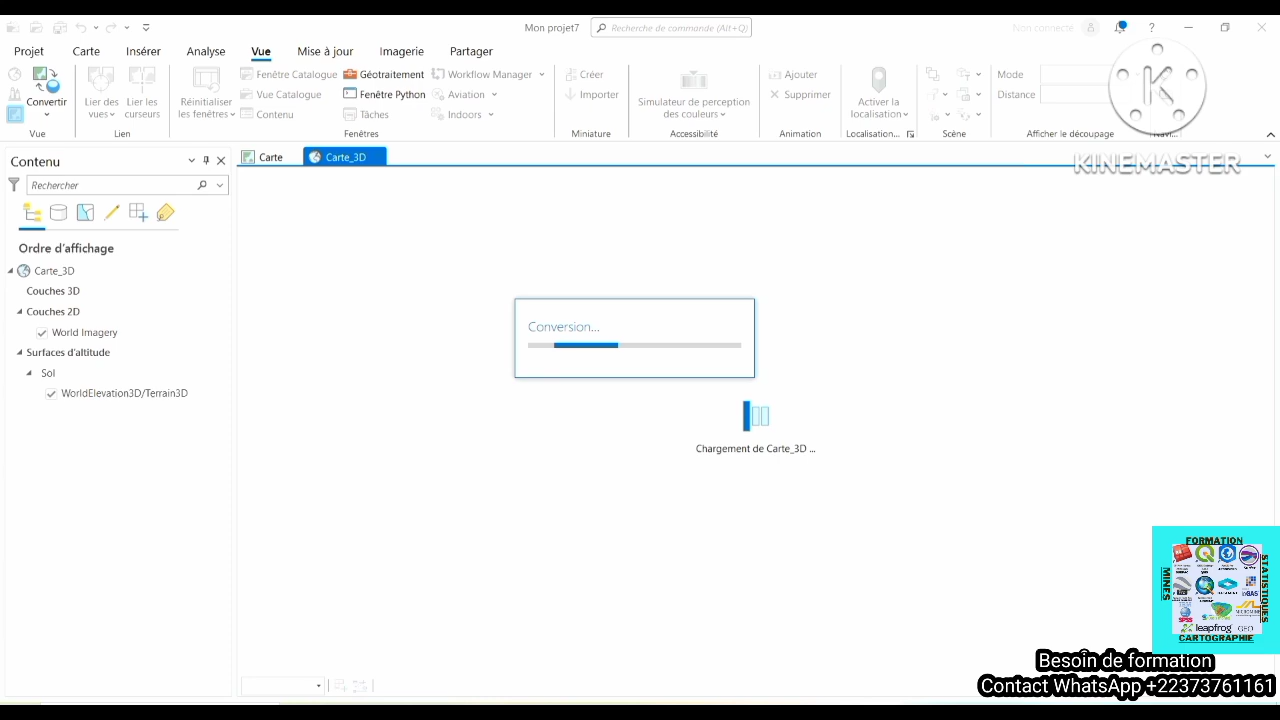 Mon projet7
Recherche de commande (Alt+Q)
Non connecté
?
Projet
Carte
Insérer
Analyse
Vue
Mise à jour
Imagerie
Partager
Convertir
Vue
Lier des
vues
Lier les
curseurs
Lien
Réinitialiser
les fenêtres
Fenêtre Catalogue
Vue Catalogue
Contenu
Géotraitement
Fenêtre Python
Tâches
Workflow Manager
Aviation
Indoors
Fenêtres
Créer
Importer
Miniature
Simulateur de perception
des couleurs
Accessibilité
Ajouter
Supprimer
Animation
Activer la
localisation
Localisation...
Scène
Mode
Distance
Afficher le découpage
Navi...
K
KINEMASTER
Contenu
Rechercher
Ordre d'affichage
Carte_3D
Couches 3D
Couches 2D
World Imagery
Surfaces d'altitude
Sol
WorldElevation3D/Terrain3D
Carte
Carte_3D
Conversion...
Chargement de Carte_3D ...
FORMATION
MINES
STATISTIQUES
SPSS
MICROMINE
leapfrog
GEO
CARTOGRAPHIE
Besoin de formation
Contact WhatsApp +22373761161